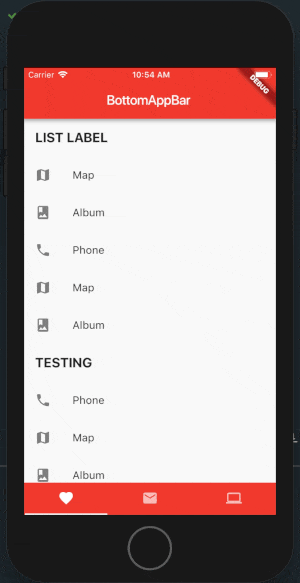 Carrier 10:54 AM
DEBUG
BottomAppBar
LIST LABEL
Map
Album
Phone
Map
Album
TESTING
Phone
Map
Album